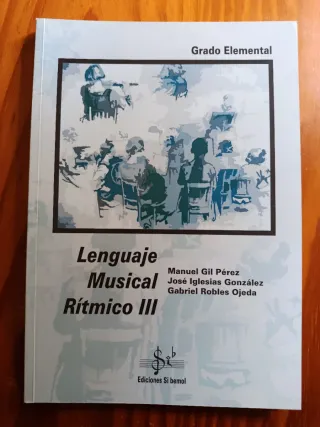 Grado Elemental
Lenguaje
Musical
Rítmico III
Manuel Gil Pérez
José Iglesias González
Gabriel Robles Ojeda
Ediciones Si bemol